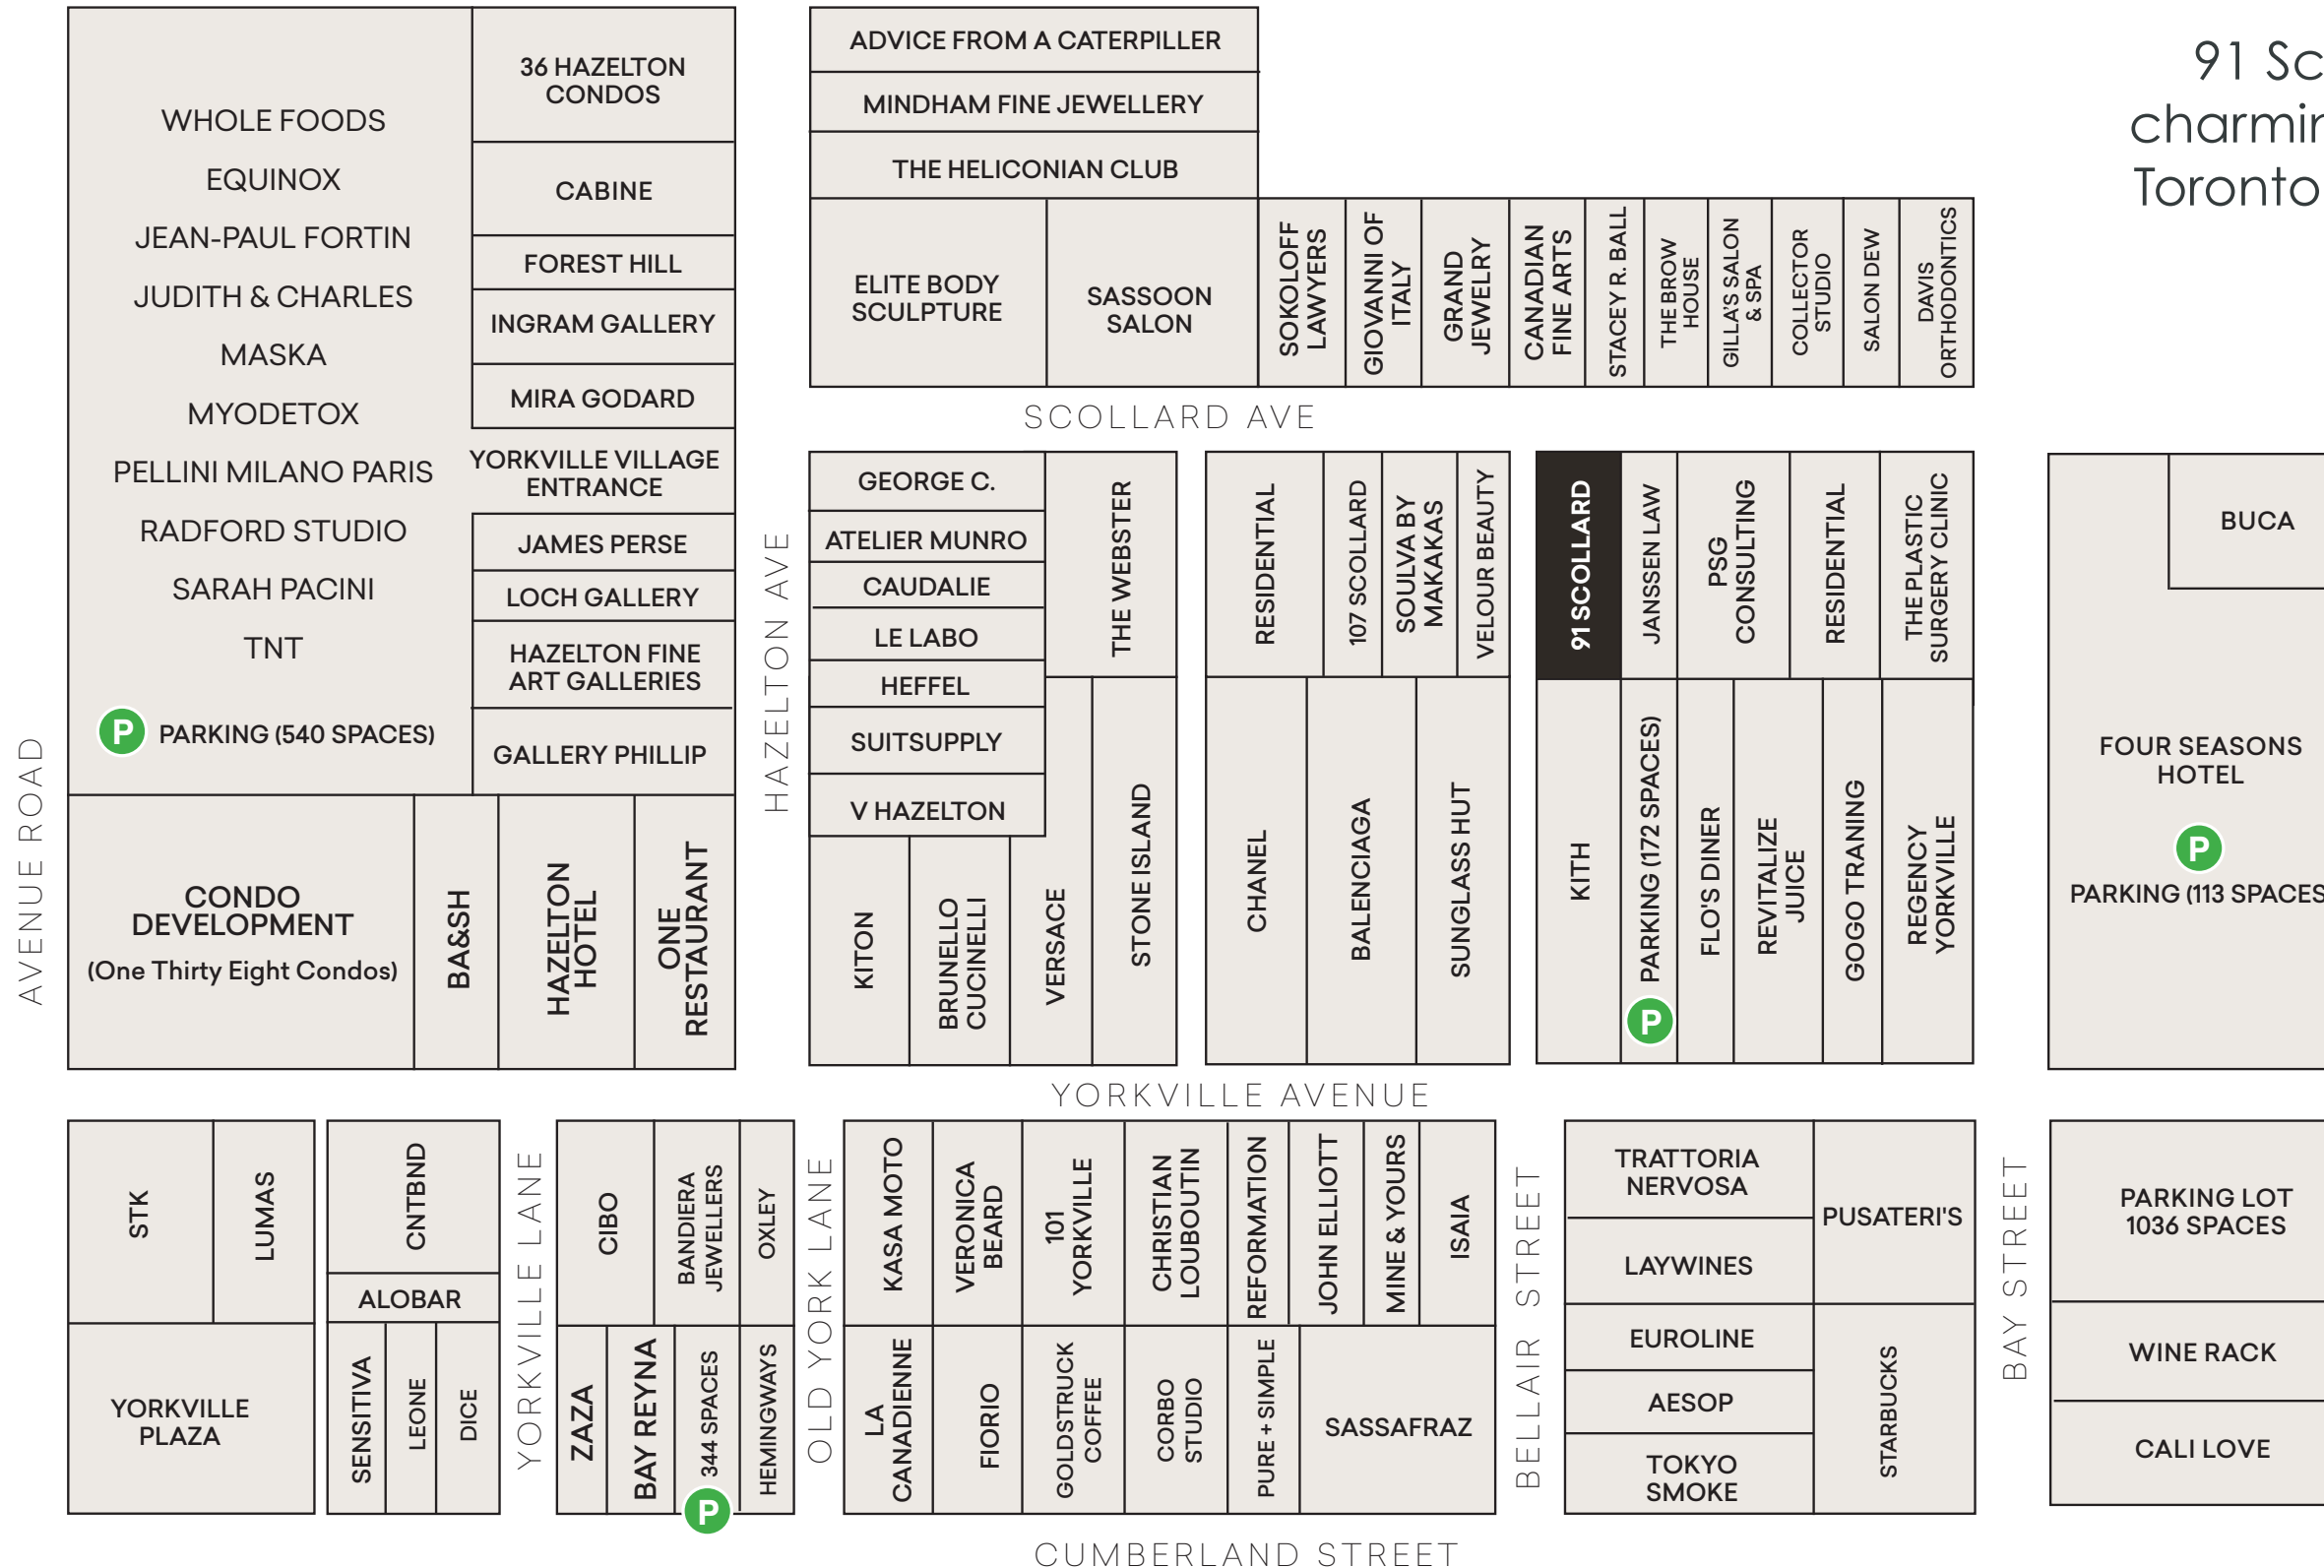 WHOLE FOODS
EQUINOX
JEAN-PAUL FORTIN
JUDITH & CHARLES
MASKA
MYODETOX
PELLINI MILANO PARIS
RADFORD STUDIO
SARAH PACINI
TNT
P PARKING (540 SPACES)
36 HAZELTON
CONDOS
CABINE
FOREST HILL
INGRAM GALLERY
MIRA GODARD
YORKVILLE VILLAGE
ENTRANCE
JAMES PERSE
LOCH GALLERY
HAZELTON FINE
ART GALLERIES
GALLERY PHILLIP
AVENUE ROAD
CONDO
DEVELOPMENT
(One Thirty Eight Condos)
BA&SH
HAZELTON
HOTEL
ONE
RESTAURANT
HAZELTON AVE
ADVICE FROM A CATERPILLER
MINDHAM FINE JEWELLERY
THE HELICONIAN CLUB
ELITE BODY
SCULPTURE
SASSOON
SALON
SOKOLOFF
LAWYERS
GIOVANNI OF
ITALY
GRAND
JEWELRY
CANADIAN
FINE ARTS
STACEY R. BALL
THE BROW
HOUSE
GILLA'S SALON
& SPA
COLLECTOR
STUDIO
SALON DEW
DAVIS
ORTHODONTICS
91 Sc
charmin
Toronto
SCOLLARD AVE
GEORGE C.
ATELIER MUNRO
CAUDALIE
LE LABO
HEFFEL
SUITSUPPLY
V HAZELTON
THE WEBSTER
KITON
BRUNELLO
CUCINELLI
VERSACE
STONE ISLAND
RESIDENTIAL
107 SCOLLARD
SOULVA BY
MAKAKAS
VELOUR BEAUTY
CHANEL
BALENCIAGA
SUNGLASS HUT
91 SCOLLARD
JANSSEN LAW
PSG
CONSULTING
RESIDENTIAL
THE PLASTIC
SURGERY CLINIC
KITH
PARKING (172 SPACES)
P
FLO'S DINER
REVITALIZE
JUICE
GOGO TRANING
REGENCY
YORKVILLE
BUCA
FOUR SEASONS
HOTEL
P
PARKING (113 SPACES
YORKVILLE AVENUE
STK
LUMAS
YORKVILLE
PLAZA
CNTBND
ALOBAR
SENSITIVA
LEONE
DICE
YORKVILLE LANE
CIBO
BANDIERA
JEWELLERS
OXLEY
ZAZA
BAY REYNA
344 SPACES
P
HEMINGWAYS
OLD YORK LANE
KASA MOTO
VERONICA
BEARD
101
YORKVILLE
CHRISTIAN
LOUBOUTIN
REFORMATION
JOHN ELLIOTT
MINE & YOURS
ISAIA
LA
CANADIENNE
FIORIO
GOLDSTRUCK
COFFEE
CORBO
STUDIO
PURE + SIMPLE
SASSAFRAZ
BELLAIR STREET
TRATTORIA
NERVOSA
LAYWINES
EUROLINE
AESOP
TOKYO
SMOKE
PUSATERI'S
STARBUCKS
BAY STREET
PARKING LOT
1036 SPACES
WINE RACK
CALI LOVE
CUMBERLAND STREET